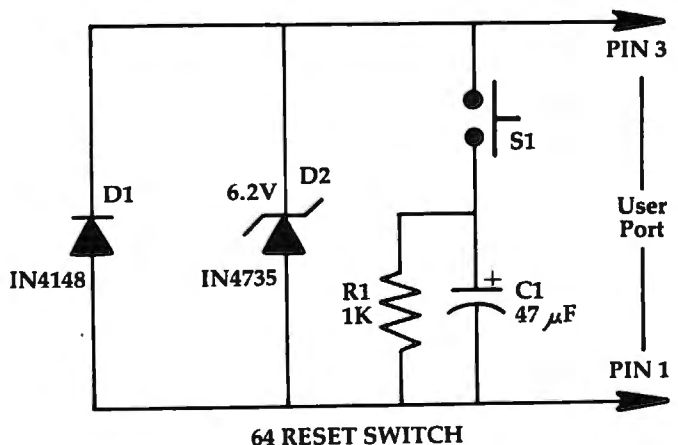 PIN 3
S1
D2
6.2V
D1
User
Port
IN4148
IN4735
R1
1K
+
C1
47 µF
PIN 1
64 RESET SWITCH